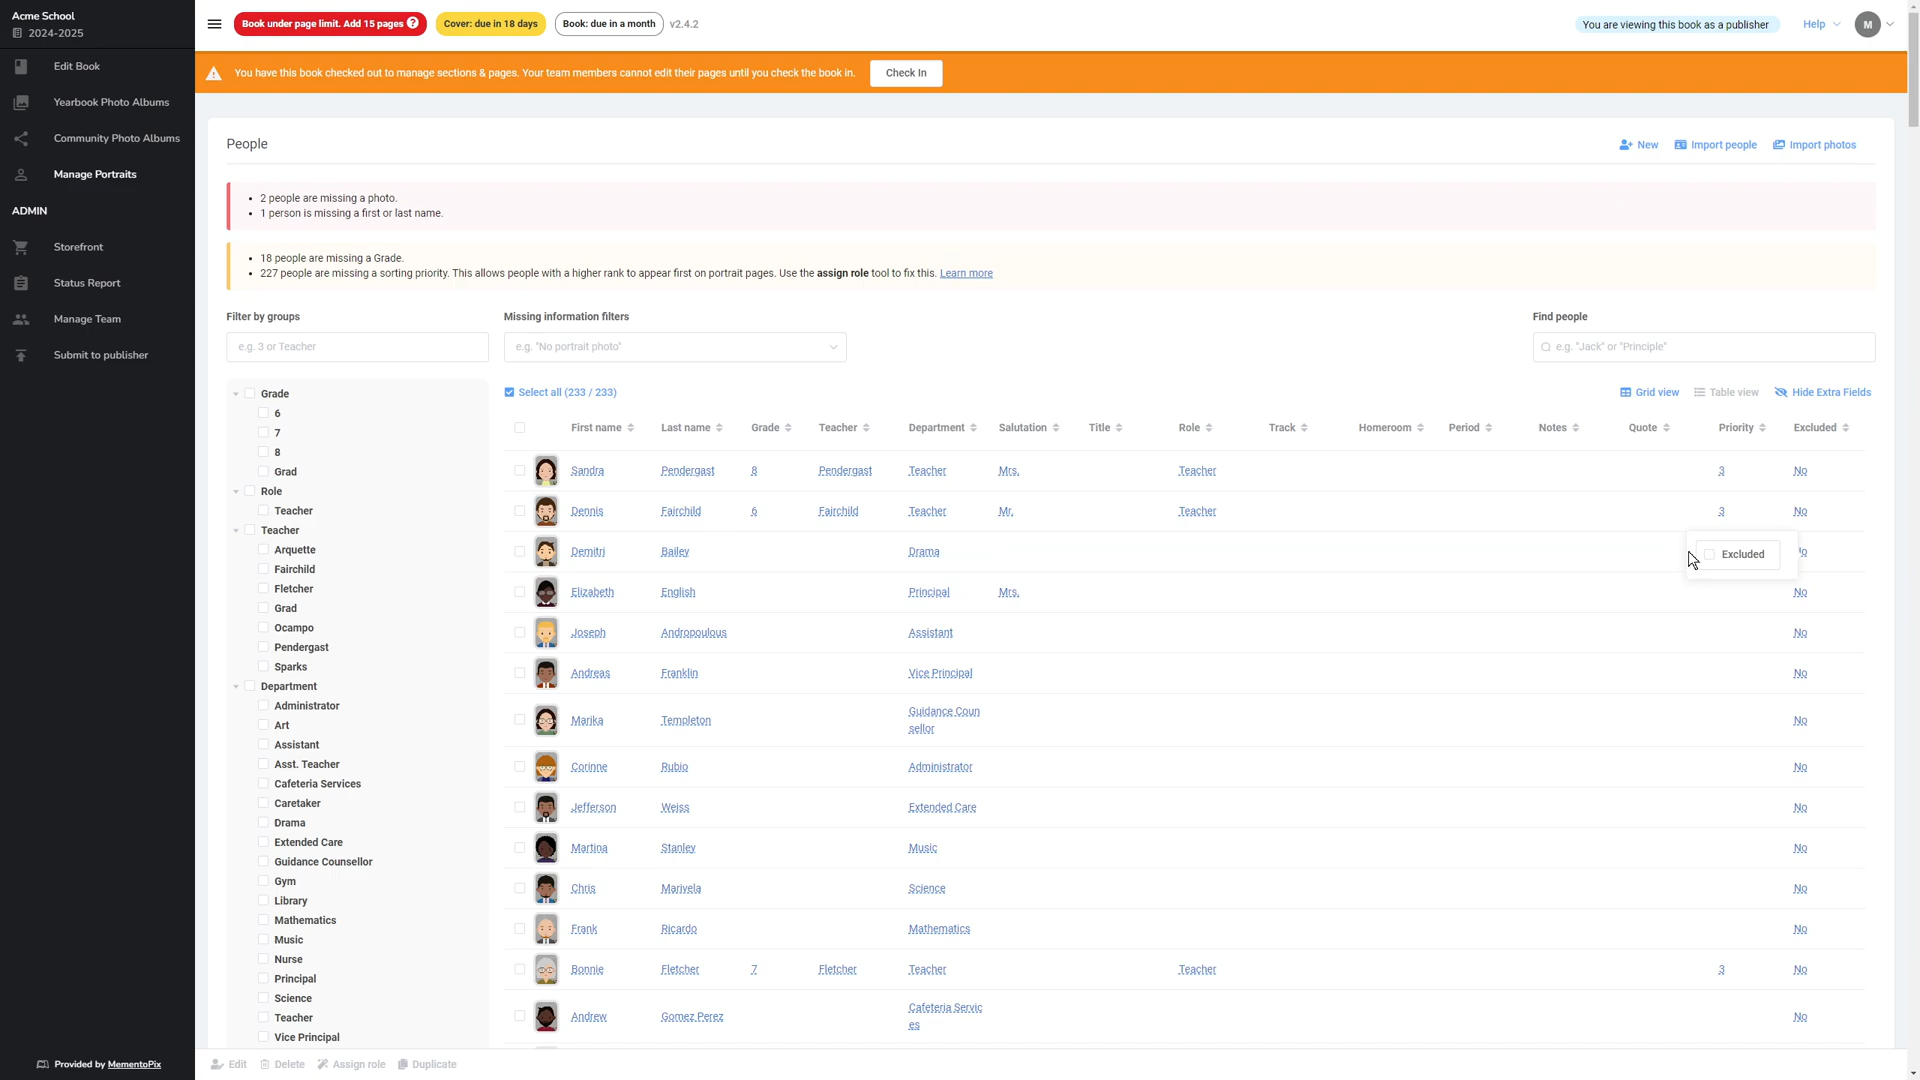 Acme School
2024-2025
Edit Book
Yearbook Photo Albums
Community Photo Albums
Manage Portraits
ADMIN
Storefront
Status Report
Manage Team
Submit to publisher
Provided by MementoPix
Book under page limit. Add 15 pages ?
Cover: due in 18 days
Book: due in a month
v2.4.2
You are viewing this book as a publisher
Help
M
You have this book checked out to manage sections & pages. Your team members cannot edit their pages until you check the book in.
Check In
People
New
Import people
Import photos
• 2 people are missing a photo.
• 1 person is missing a first or last name.
• 18 people are missing a Grade.
• 227 people are missing a sorting priority. This allows people with a higher rank to appear first on portrait pages. Use the assign role tool to fix this. Learn more
Filter by groups
Missing information filters
Find people
e.g. 3 or Teacher
e.g. "No portrait photo"
e.g. "Jack" or "Principle"
Grade
6
7
8
Grad
Role
Teacher
Teacher
Arquette
Fairchild
Fletcher
Grad
Ocampo
Pendergast
Sparks
Department
Administrator
Art
Assistant
Asst. Teacher
Cafeteria Services
Caretaker
Drama
Extended Care
Guidance Counsellor
Gym
Library
Mathematics
Music
Nurse
Principal
Science
Teacher
Vice Principal
Select all (233 / 233)
Grid view
Table view
Hide Extra Fields
First name Last name Grade Teacher Department Salutation Title Role Track Homeroom Period Notes Quote Priority Excluded
Sandra Pendergast 8 Pendergast Teacher Mrs. Teacher 3 No
Dennis Fairchild 6 Fairchild Teacher Mr. Teacher 3 No
Demitri Bailey Drama
Excluded
Elizabeth English Principal Mrs. No
Joseph Andropoulous Assistant No
Andreas Franklin Vice Principal No
Marika Templeton Guidance Coun No
sellor
Corinne Rubio Administrator No
Jefferson Weiss Extended Care No
Martina Stanley Music No
Chris Marivela Science No
Frank Ricardo Mathematics No
Bonnie Fletcher 7 Fletcher Teacher Teacher 3 No
Andrew Gomez Perez Cafeteria Servic No
es
Edit
Delete
Assign role
Duplicate